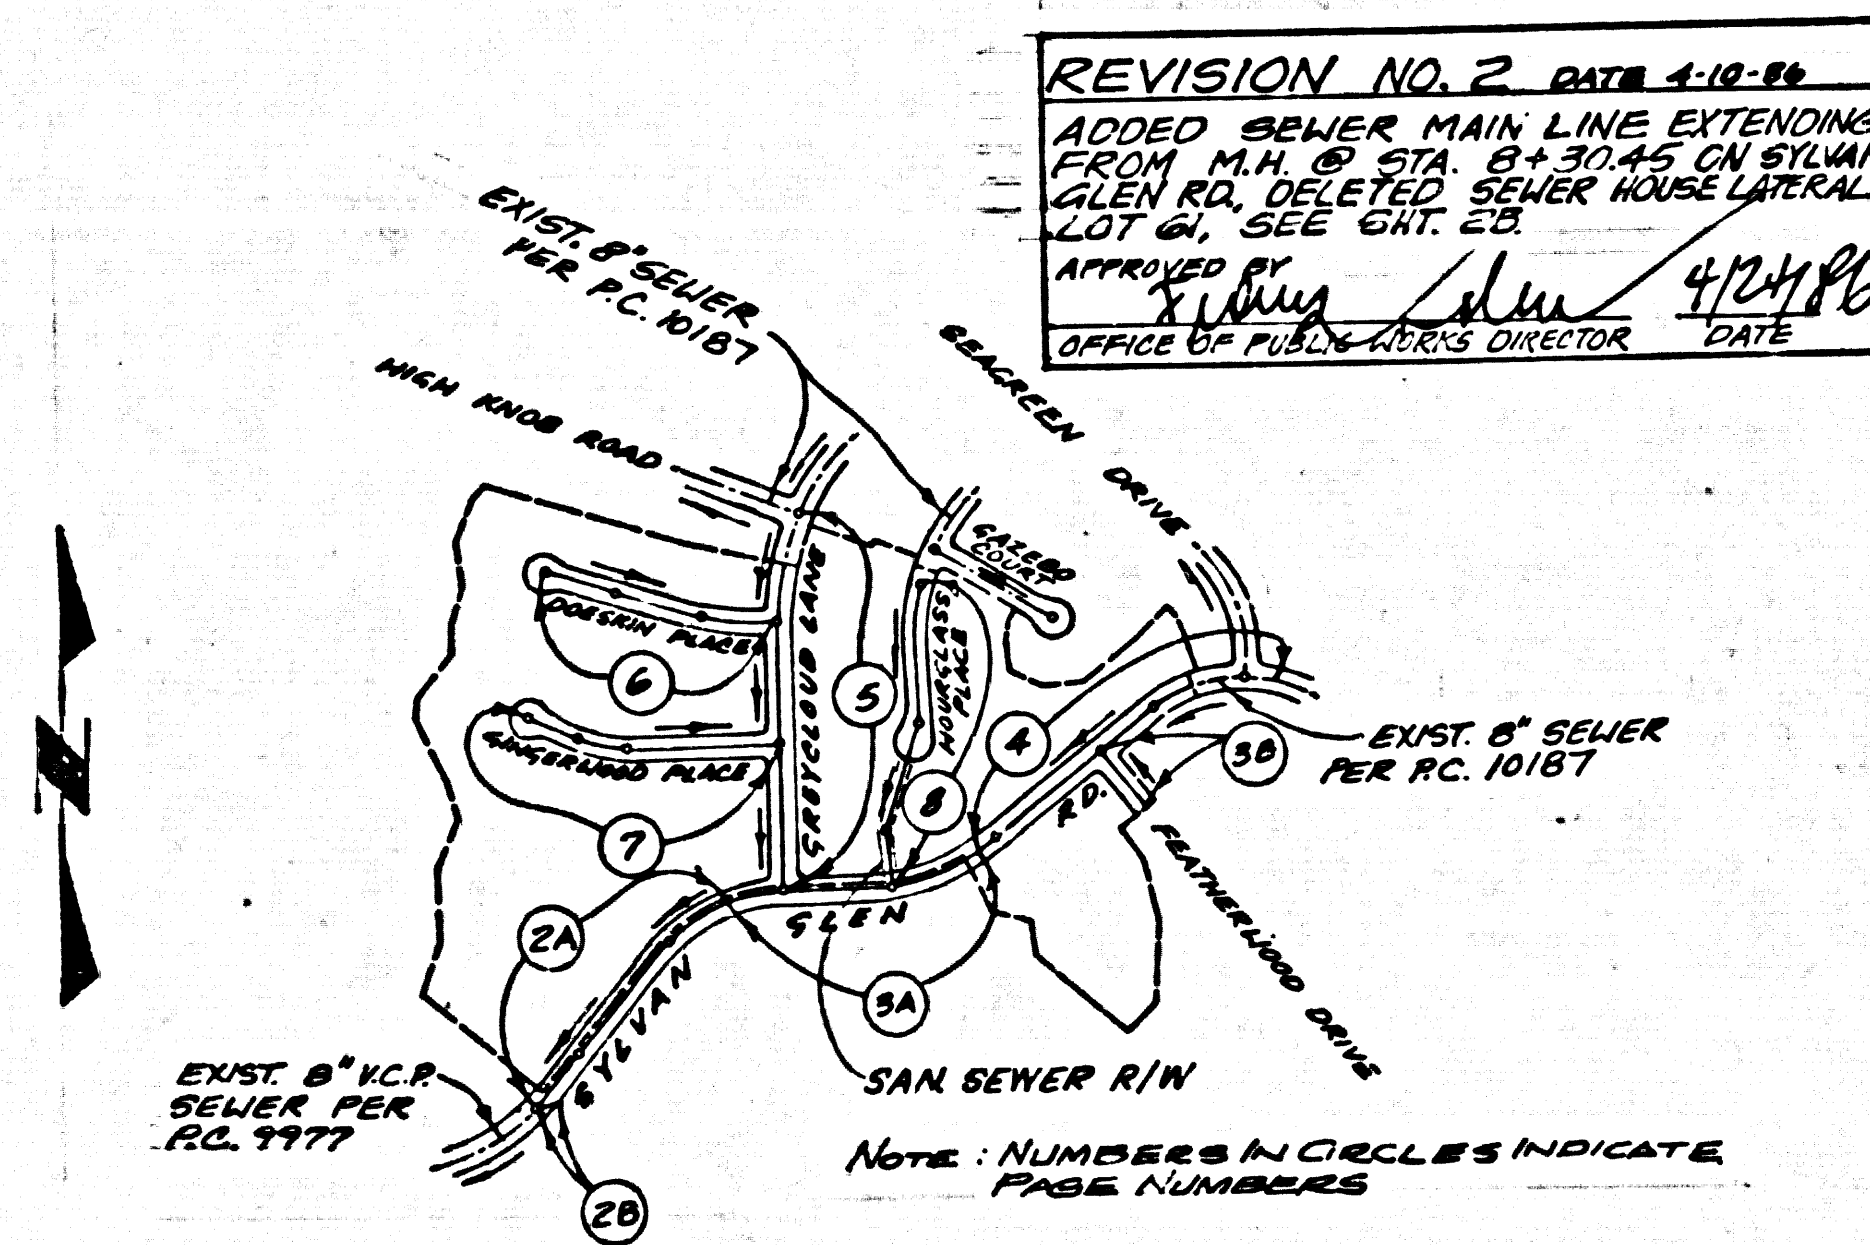 REVISION NO. 2 DATE 4-10-86
ADDED SEWER MAIN LINE EXTENDING
FROM M.H. @ STA. 8+30.45 ON SYLVAN
GLEN RD, DELETED SEWER HOUSE LATERAL
LOT 61, SEE SHT. 2B.
APPROVED BY
4/24/86
OFFICE OF PUBLIC WORKS DIRECTOR DATE
EXIST. 8" SEWER
PER P.C. 10187
HIGH KNOB ROAD
SEAGREEN DRIVE
GAZEBO
COURT
DOESKIN PLACE
6
GREYCLOUD LANE
5
HOURGLASS
PLACE
GINGERWOOD PLACE
7
4
8
3B
EXIST. 8" SEWER
PER P.C. 10187
N
2A
SYLVAN GLEN RD.
3A
FEATHERWOOD DRIVE
SAN. SEWER R/W
EXIST. 8" V.C.P.
SEWER PER
P.C. 9977
2B
NOTE : NUMBERS IN CIRCLES INDICATE
PAGE NUMBERS